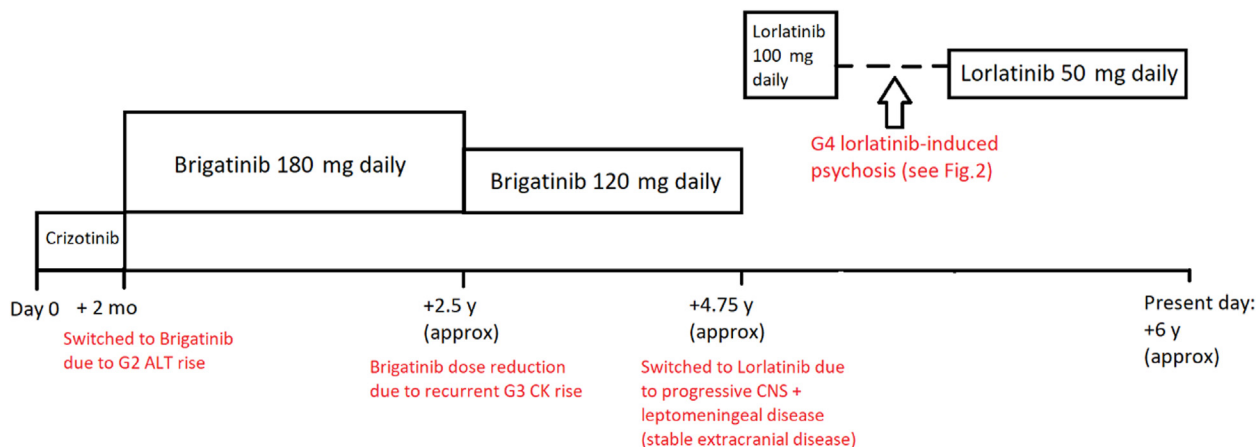 Lorlatinib
100 mg
daily
Lorlatinib 50 mg daily
G4 lorlatinib-induced
psychosis (see Fig.2)
Brigatinib 180 mg daily
Brigatinib 120 mg daily
Crizotinib
Day 0
+ 2 mo
Switched to Brigatinib
due to G2 ALT rise
+2.5 y
(approx)
Brigatinib dose reduction
due to recurrent G3 CK rise
+4.75 y
(approx)
Switched to Lorlatinib due
to progressive CNS +
leptomeningeal disease
(stable extracranial disease)
Present day:
+6 y
(approx)